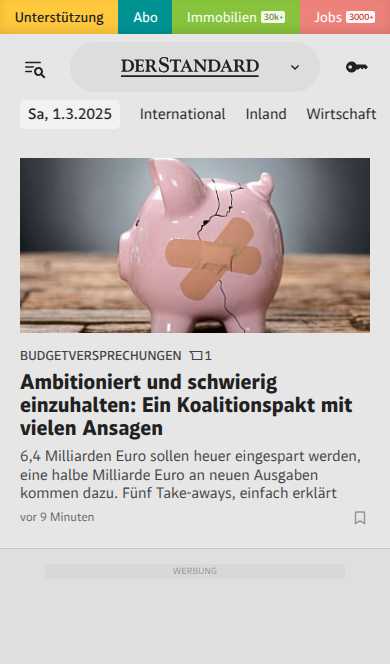 Unterstützung Abo Immobilien 30k+ Jobs 3000+
DERSTANDARD
Sa, 1.3.2025 International Inland Wirtschaft
BUDGETVERSPRECHUNGEN 1
Ambitioniert und schwierig
einzuhalten: Ein Koalitionspakt mit
vielen Ansagen
6,4 Milliarden Euro sollen heuer eingespart werden,
eine halbe Milliarde Euro an neuen Ausgaben
kommen dazu. Fünf Take-aways, einfach erklärt
vor 9 Minuten
WERBUNG